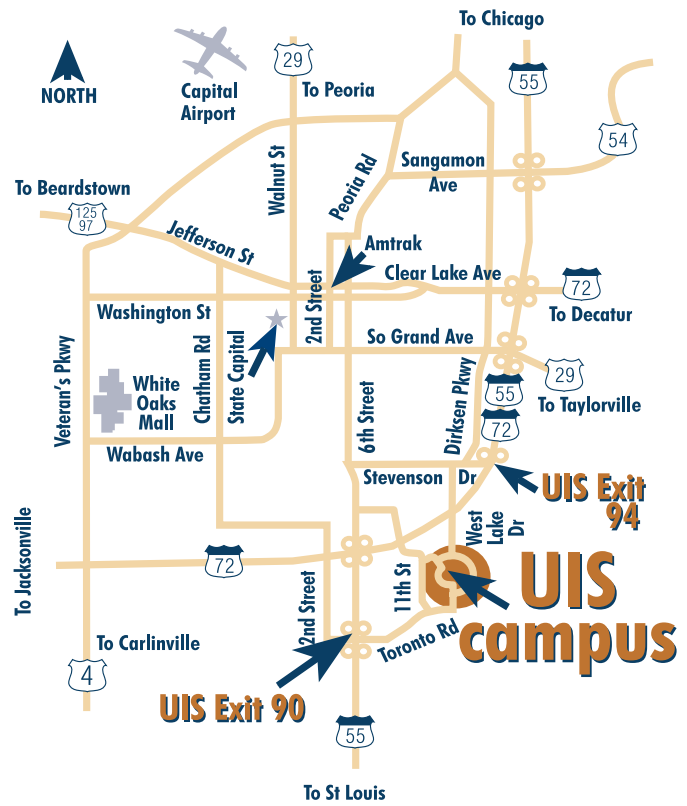 To Chicago
29
55
NORTH
Capital
Airport
To Peoria
54
Walnut St
Peoria Rd
Sangamon
Ave
To Beardstown
125
97
Jefferson St
Amtrak
Clear Lake Ave
72
To Decatur
Washington St
2nd Street
So Grand Ave
Veteran's Pkwy
Chatham Rd
State Capital
White
Oaks
Mall
6th Street
Dirksen Pkwy
55
29
To Taylorville
72
Wabash Ave
Stevenson Dr
UIS Exit
94
West
Lake
Dr
To Jacksonville
72
2nd Street
11th St
UIS
campus
Toronto Rd
To Carlinville
4
UIS Exit 90
55
To St Louis